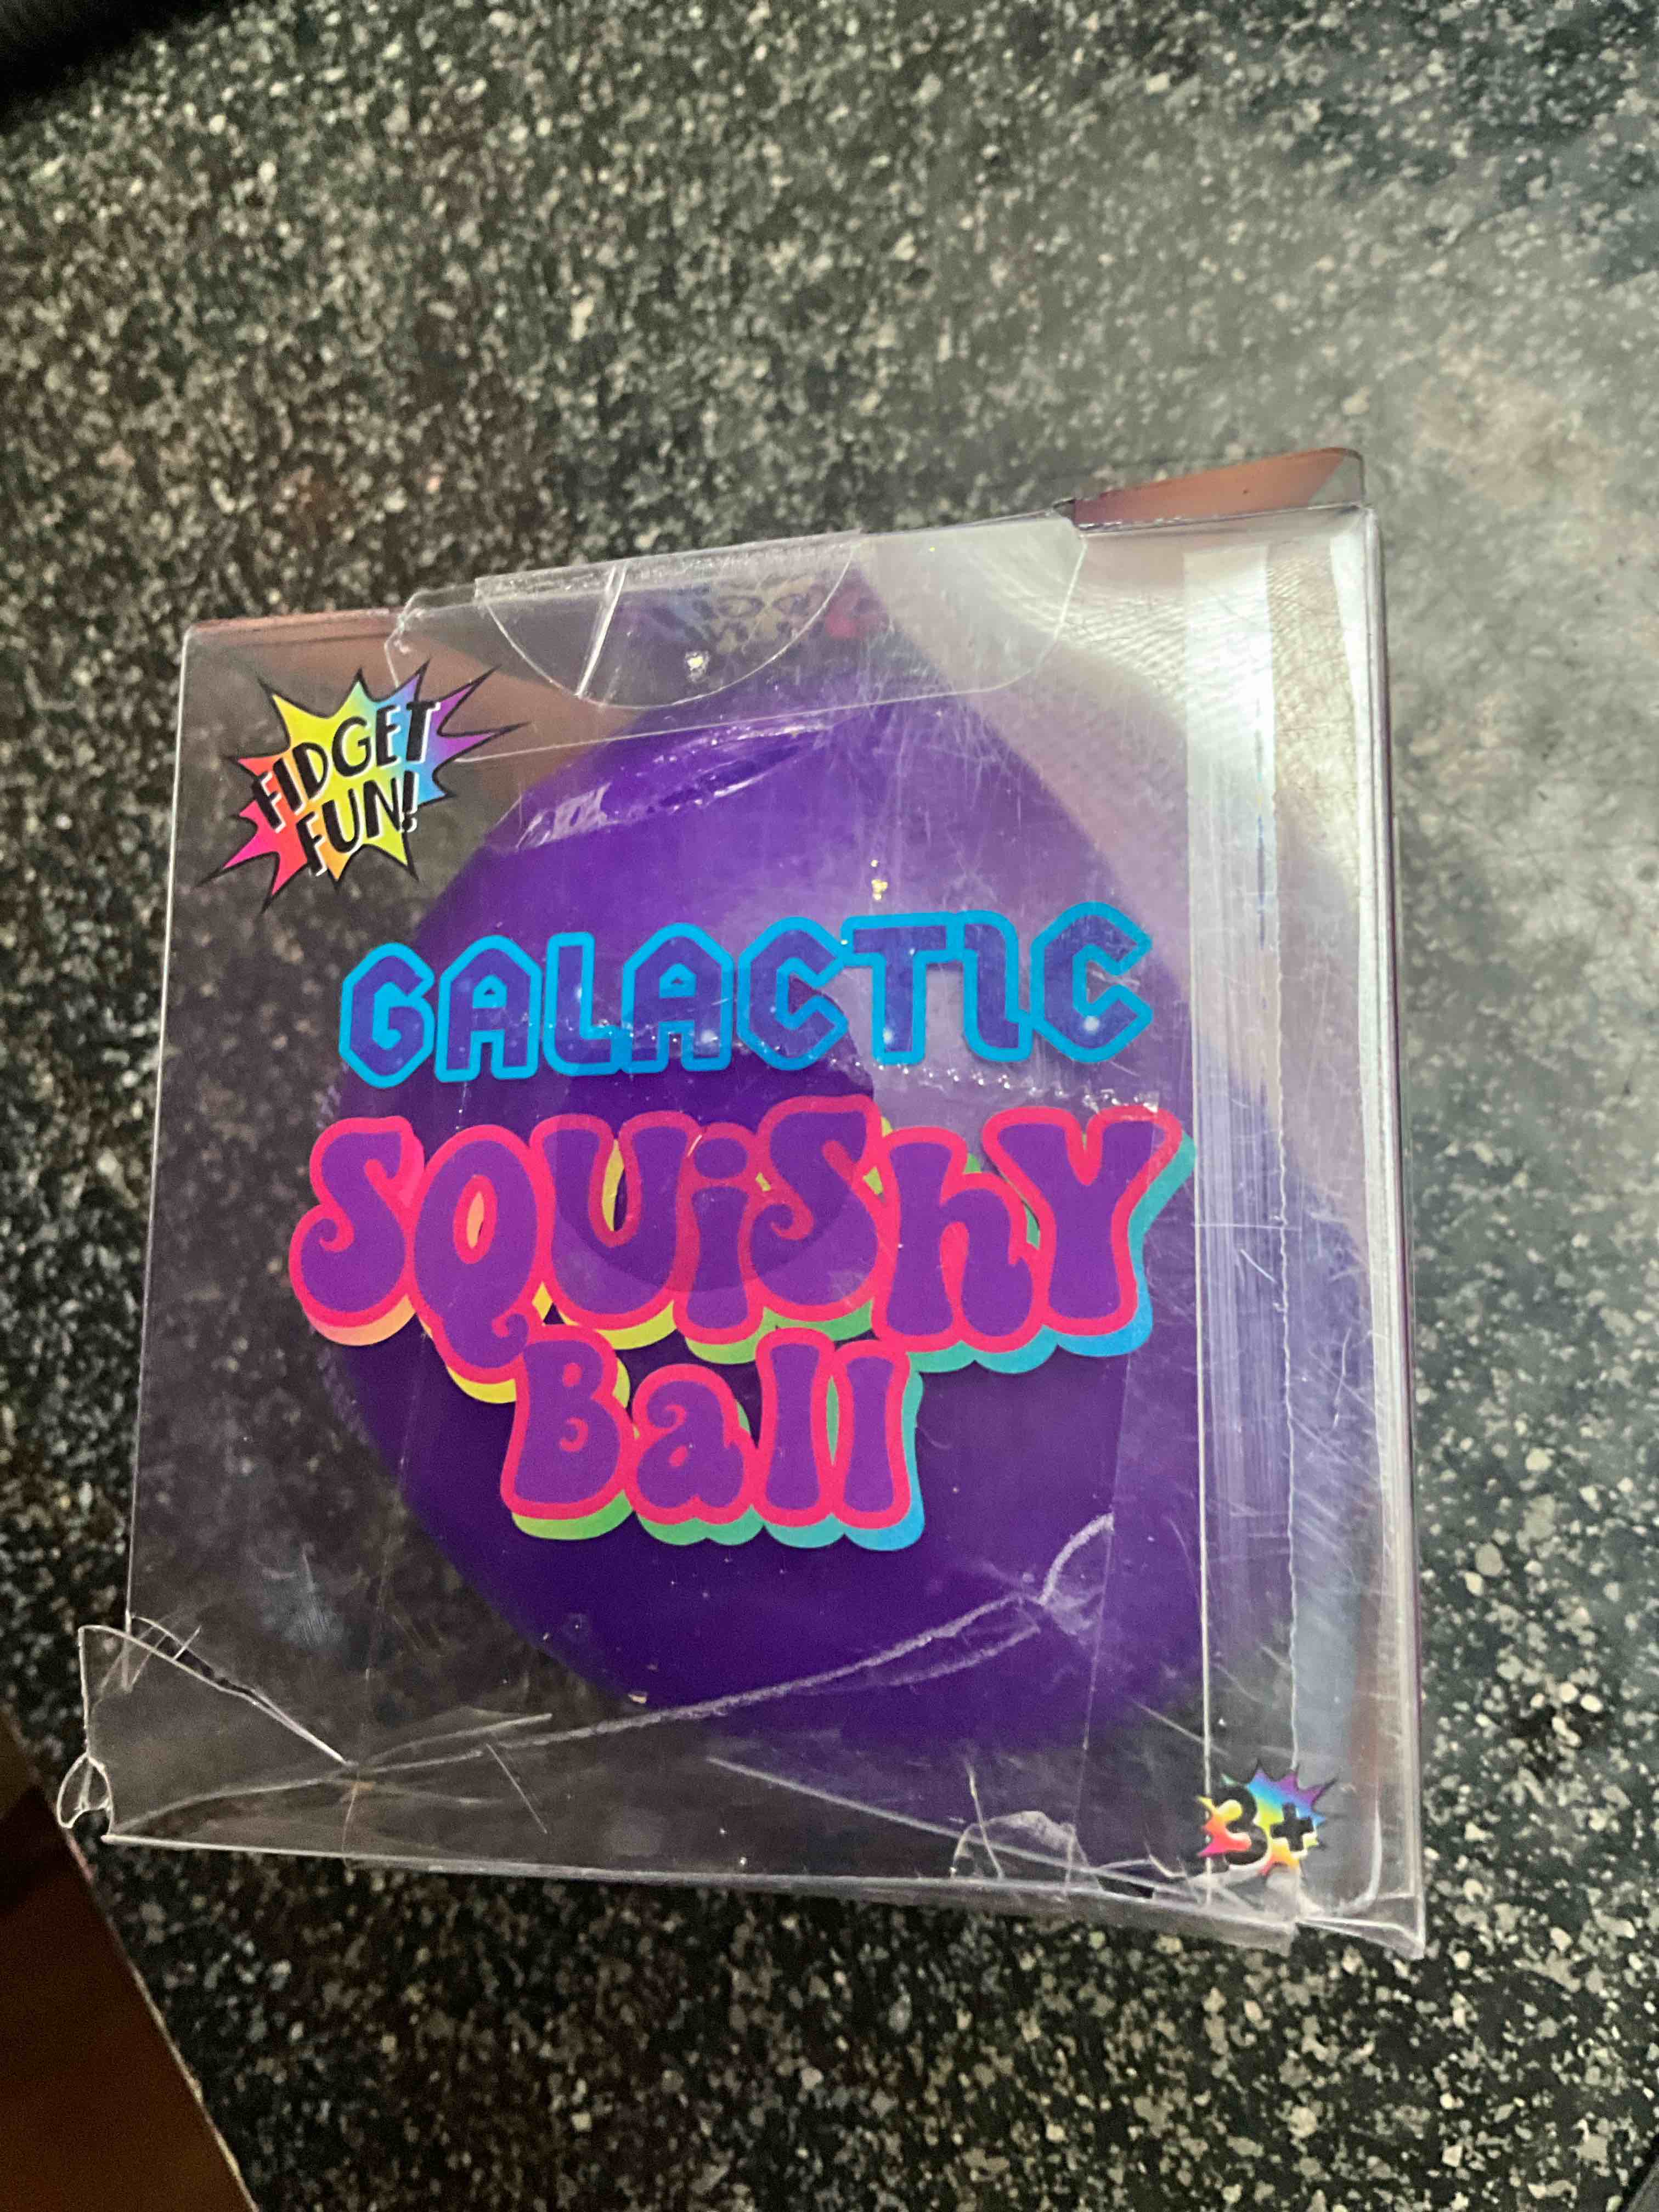 FIDGET
FUN!
GALACTIC
SQUiShY
Ball
3+